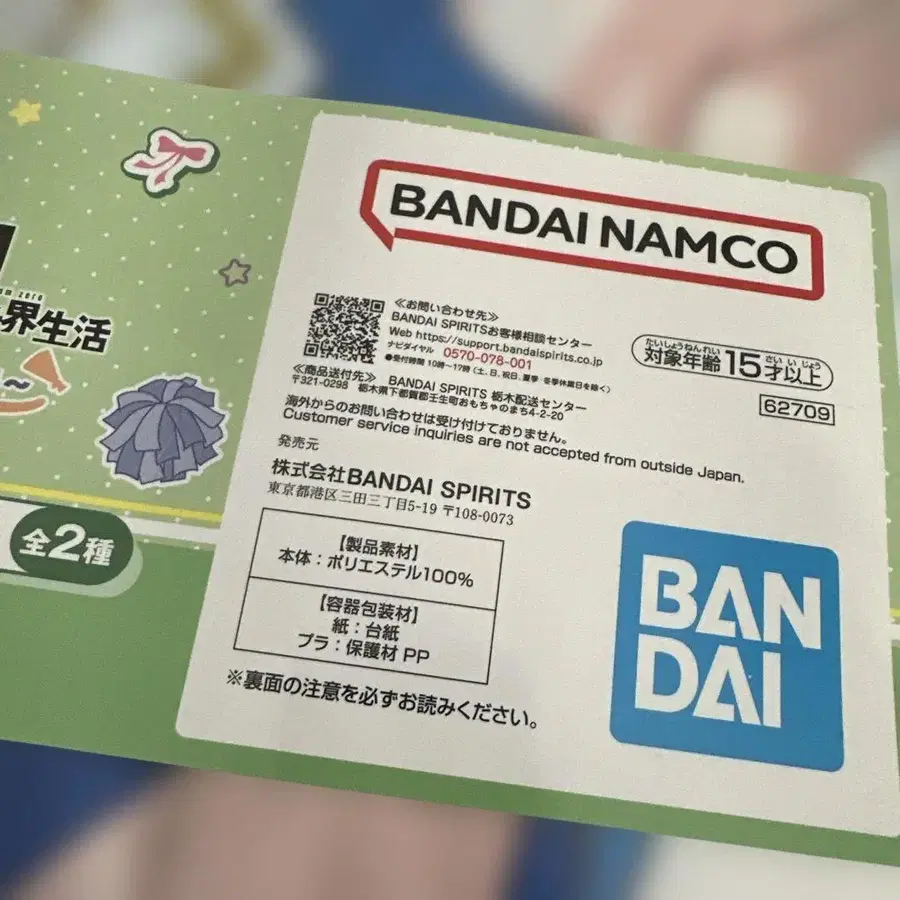 界生活
全2種
BANDAI NAMCO
≪お問い合わせ先≫
BANDAI SPIRITSお客様相談センター
Web https://support.bandaispirits.co.jp
ナビダイヤル 0570-078-001
●受付時間 10時～17時 (土、日、祝日、夏季・冬季休業日を除く)
≪商品送付先≫ BANDAI SPIRITS 栃木配送センター
〒321-0298 栃木県下都賀郡壬生町おもちゃのまち4-2-20
海外からのお問い合わせは受け付けておりません。
Customer service inquiries are not accepted from outside Japan.
たいしょうねんれい さい いじょう
対象年齢15才以上
62709
発売元
株式会社BANDAI SPIRITS
東京都港区三田三丁目5-19 〒108-0073
【製品素材】
本体：ポリエステル100%
【容器包装材】
紙：台紙
プラ：保護材 PP
※裏面の注意を必ずお読みください。
BAN
DAI